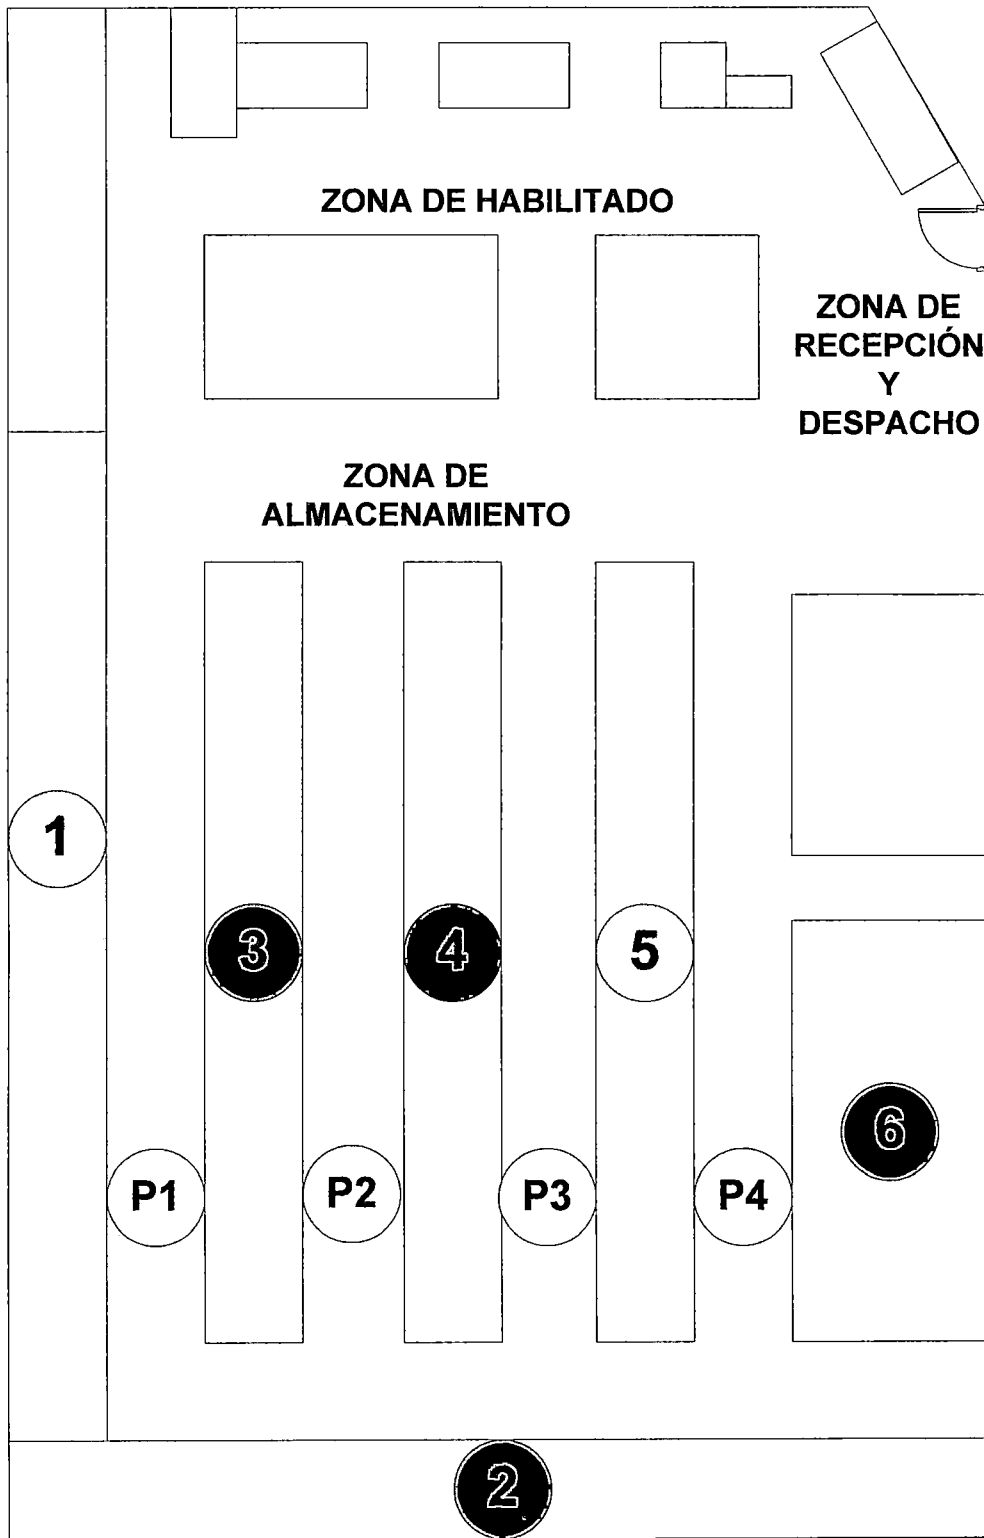 ZONA DE HABILITADO
ZONA DE
RECEPCIÓN
Y
DESPACHO
ZONA DE
ALMACENAMIENTO
1
3
4
5
6
P1
P2
P3
P4
2